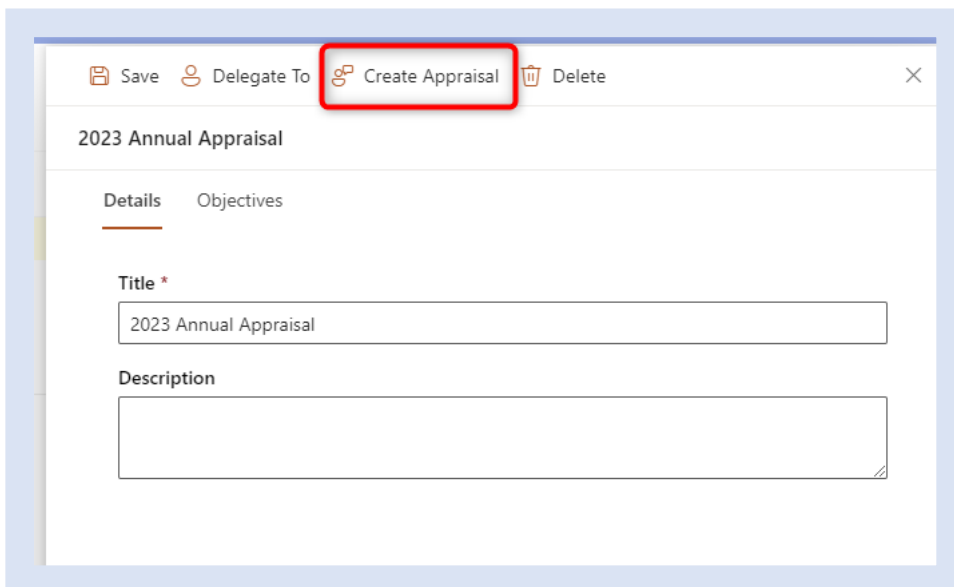 Save Delegate To Create Appraisal Delete
2023 Annual Appraisal
Details Objectives
Title *
2023 Annual Appraisal
Description